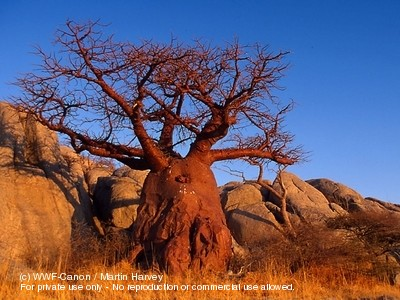 (c) WWF-Canon / Martin Harvey
For private use only - No reproduction or commercial use allowed.